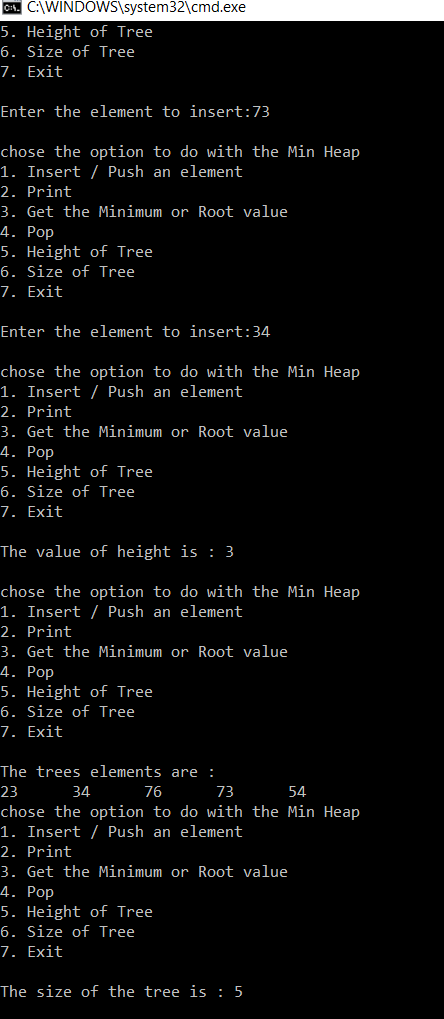 C:\WINDOWS\system32\cmd.exe
5. Height of Tree
6. Size of Tree
7. Exit
Enter the element to insert:73
chose the option to do with the Min Heap
1. Insert / Push an element
2. Print
3. Get the Minimum or Root value
4. Pop
5. Height of Tree
6. Size of Tree
7. Exit
Enter the element to insert:34
chose the option to do with the Min Heap
1. Insert / Push an element
2. Print
3. Get the Minimum or Root value
4. Pop
5. Height of Tree
6. Size of Tree
7. Exit
The value of height is : 3
chose the option to do with the Min Heap
1. Insert / Push an element
2. Print
3. Get the Minimum or Root value
4. Pop
5. Height of Tree
6. Size of Tree
7. Exit
The trees elements are :
23 34 76 73 54
chose the option to do with the Min Heap
1. Insert / Push an element
2. Print
3. Get the Minimum or Root value
4. Pop
5. Height of Tree
6. Size of Tree
7. Exit
The size of the tree is : 5